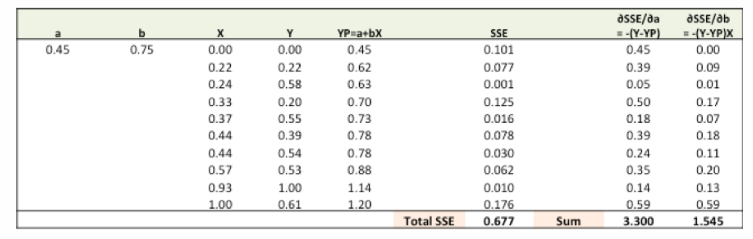 ∂SSE/∂a ∂SSE/∂b
a b X Y YP=a+bX SSE = -(Y-YP) = -(Y-YP)X
0.45 0.75 0.00 0.00 0.45 0.101 0.45 0.00
0.22 0.22 0.62 0.077 0.39 0.09
0.24 0.58 0.63 0.001 0.05 0.01
0.33 0.20 0.70 0.125 0.50 0.17
0.37 0.55 0.73 0.016 0.18 0.07
0.44 0.39 0.78 0.078 0.39 0.18
0.44 0.54 0.78 0.030 0.24 0.11
0.57 0.53 0.88 0.062 0.35 0.20
0.93 1.00 1.14 0.010 0.14 0.13
1.00 0.61 1.20 0.176 0.59 0.59
Total SSE 0.677 Sum 3.300 1.545